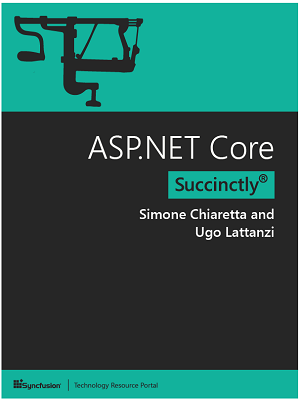 ASP.NET Core
Succinctly®
Simone Chiaretta and
Ugo Lattanzi
Syncfusion | Technology Resource Portal